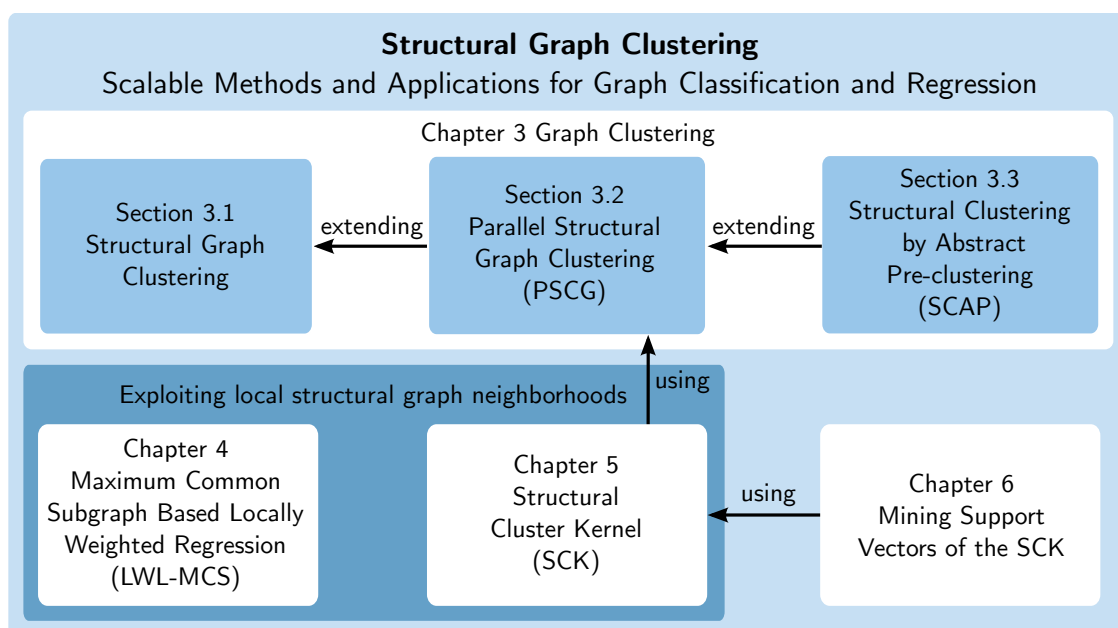 Structural Graph Clustering
Scalable Methods and Applications for Graph Classification and Regression
Chapter 3 Graph Clustering
Section 3.1
Structural Graph
Clustering
extending
Section 3.2
Parallel Structural
Graph Clustering
(PSCG)
extending
Section 3.3
Structural Clustering
by Abstract
Pre-clustering
(SCAP)
using
Exploiting local structural graph neighborhoods
Chapter 4
Maximum Common
Subgraph Based Locally
Weighted Regression
(LWL-MCS)
Chapter 5
Structural
Cluster Kernel
(SCK)
using
Chapter 6
Mining Support
Vectors of the SCK